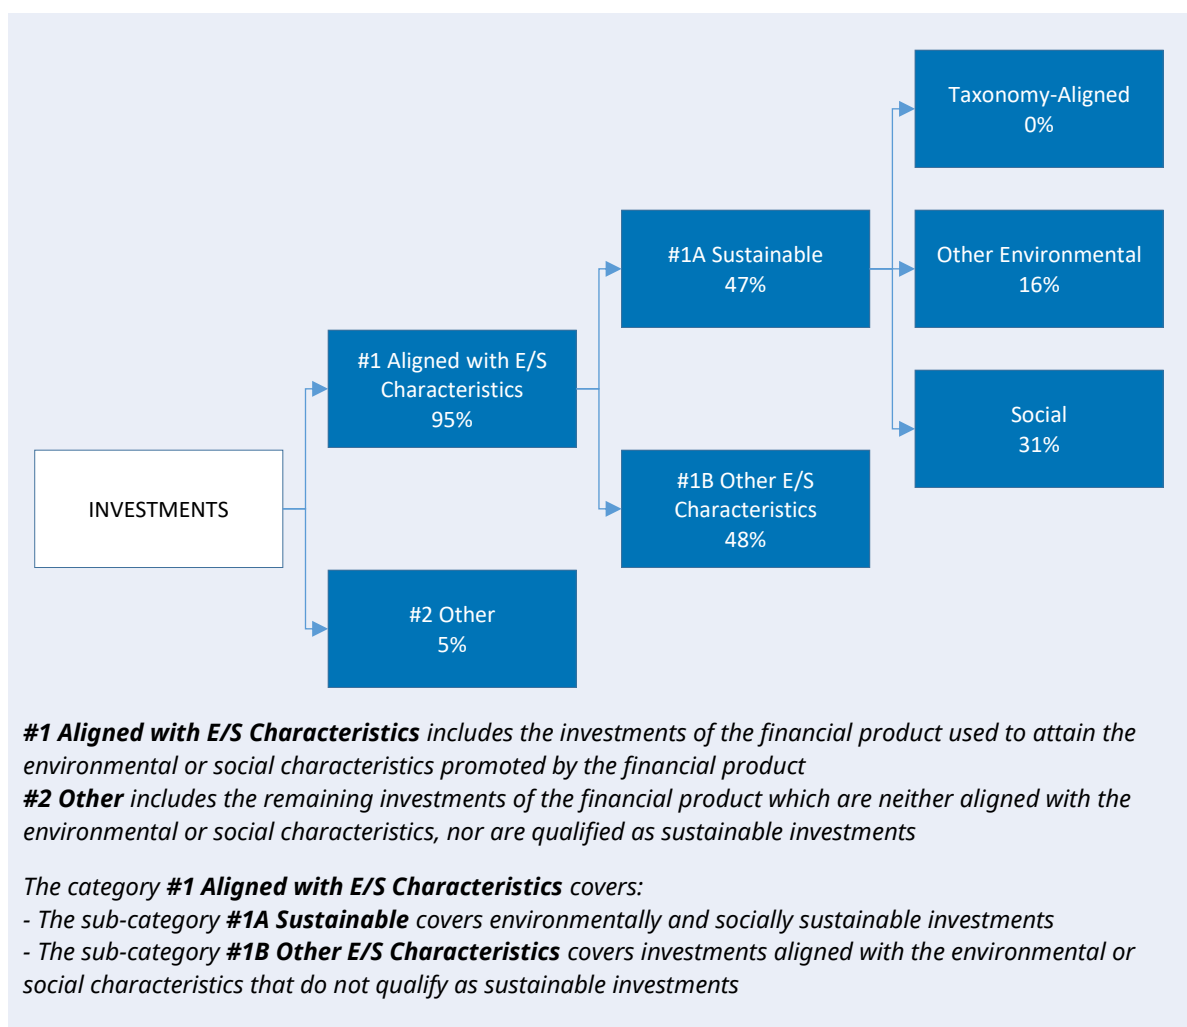 Taxonomy-Aligned
0%
#1A Sustainable
47%
Other Environmental
16%
#1 Aligned with E/S
Characteristics
95%
Social
31%
INVESTMENTS
#1B Other E/S
Characteristics
48%
#2 Other
5%
#1 Aligned with E/S Characteristics includes the investments of the financial product used to attain the
environmental or social characteristics promoted by the financial product
#2 Other includes the remaining investments of the financial product which are neither aligned with the
environmental or social characteristics, nor are qualified as sustainable investments
The category #1 Aligned with E/S Characteristics covers:
- The sub-category #1A Sustainable covers environmentally and socially sustainable investments
- The sub-category #1B Other E/S Characteristics covers investments aligned with the environmental or
social characteristics that do not qualify as sustainable investments